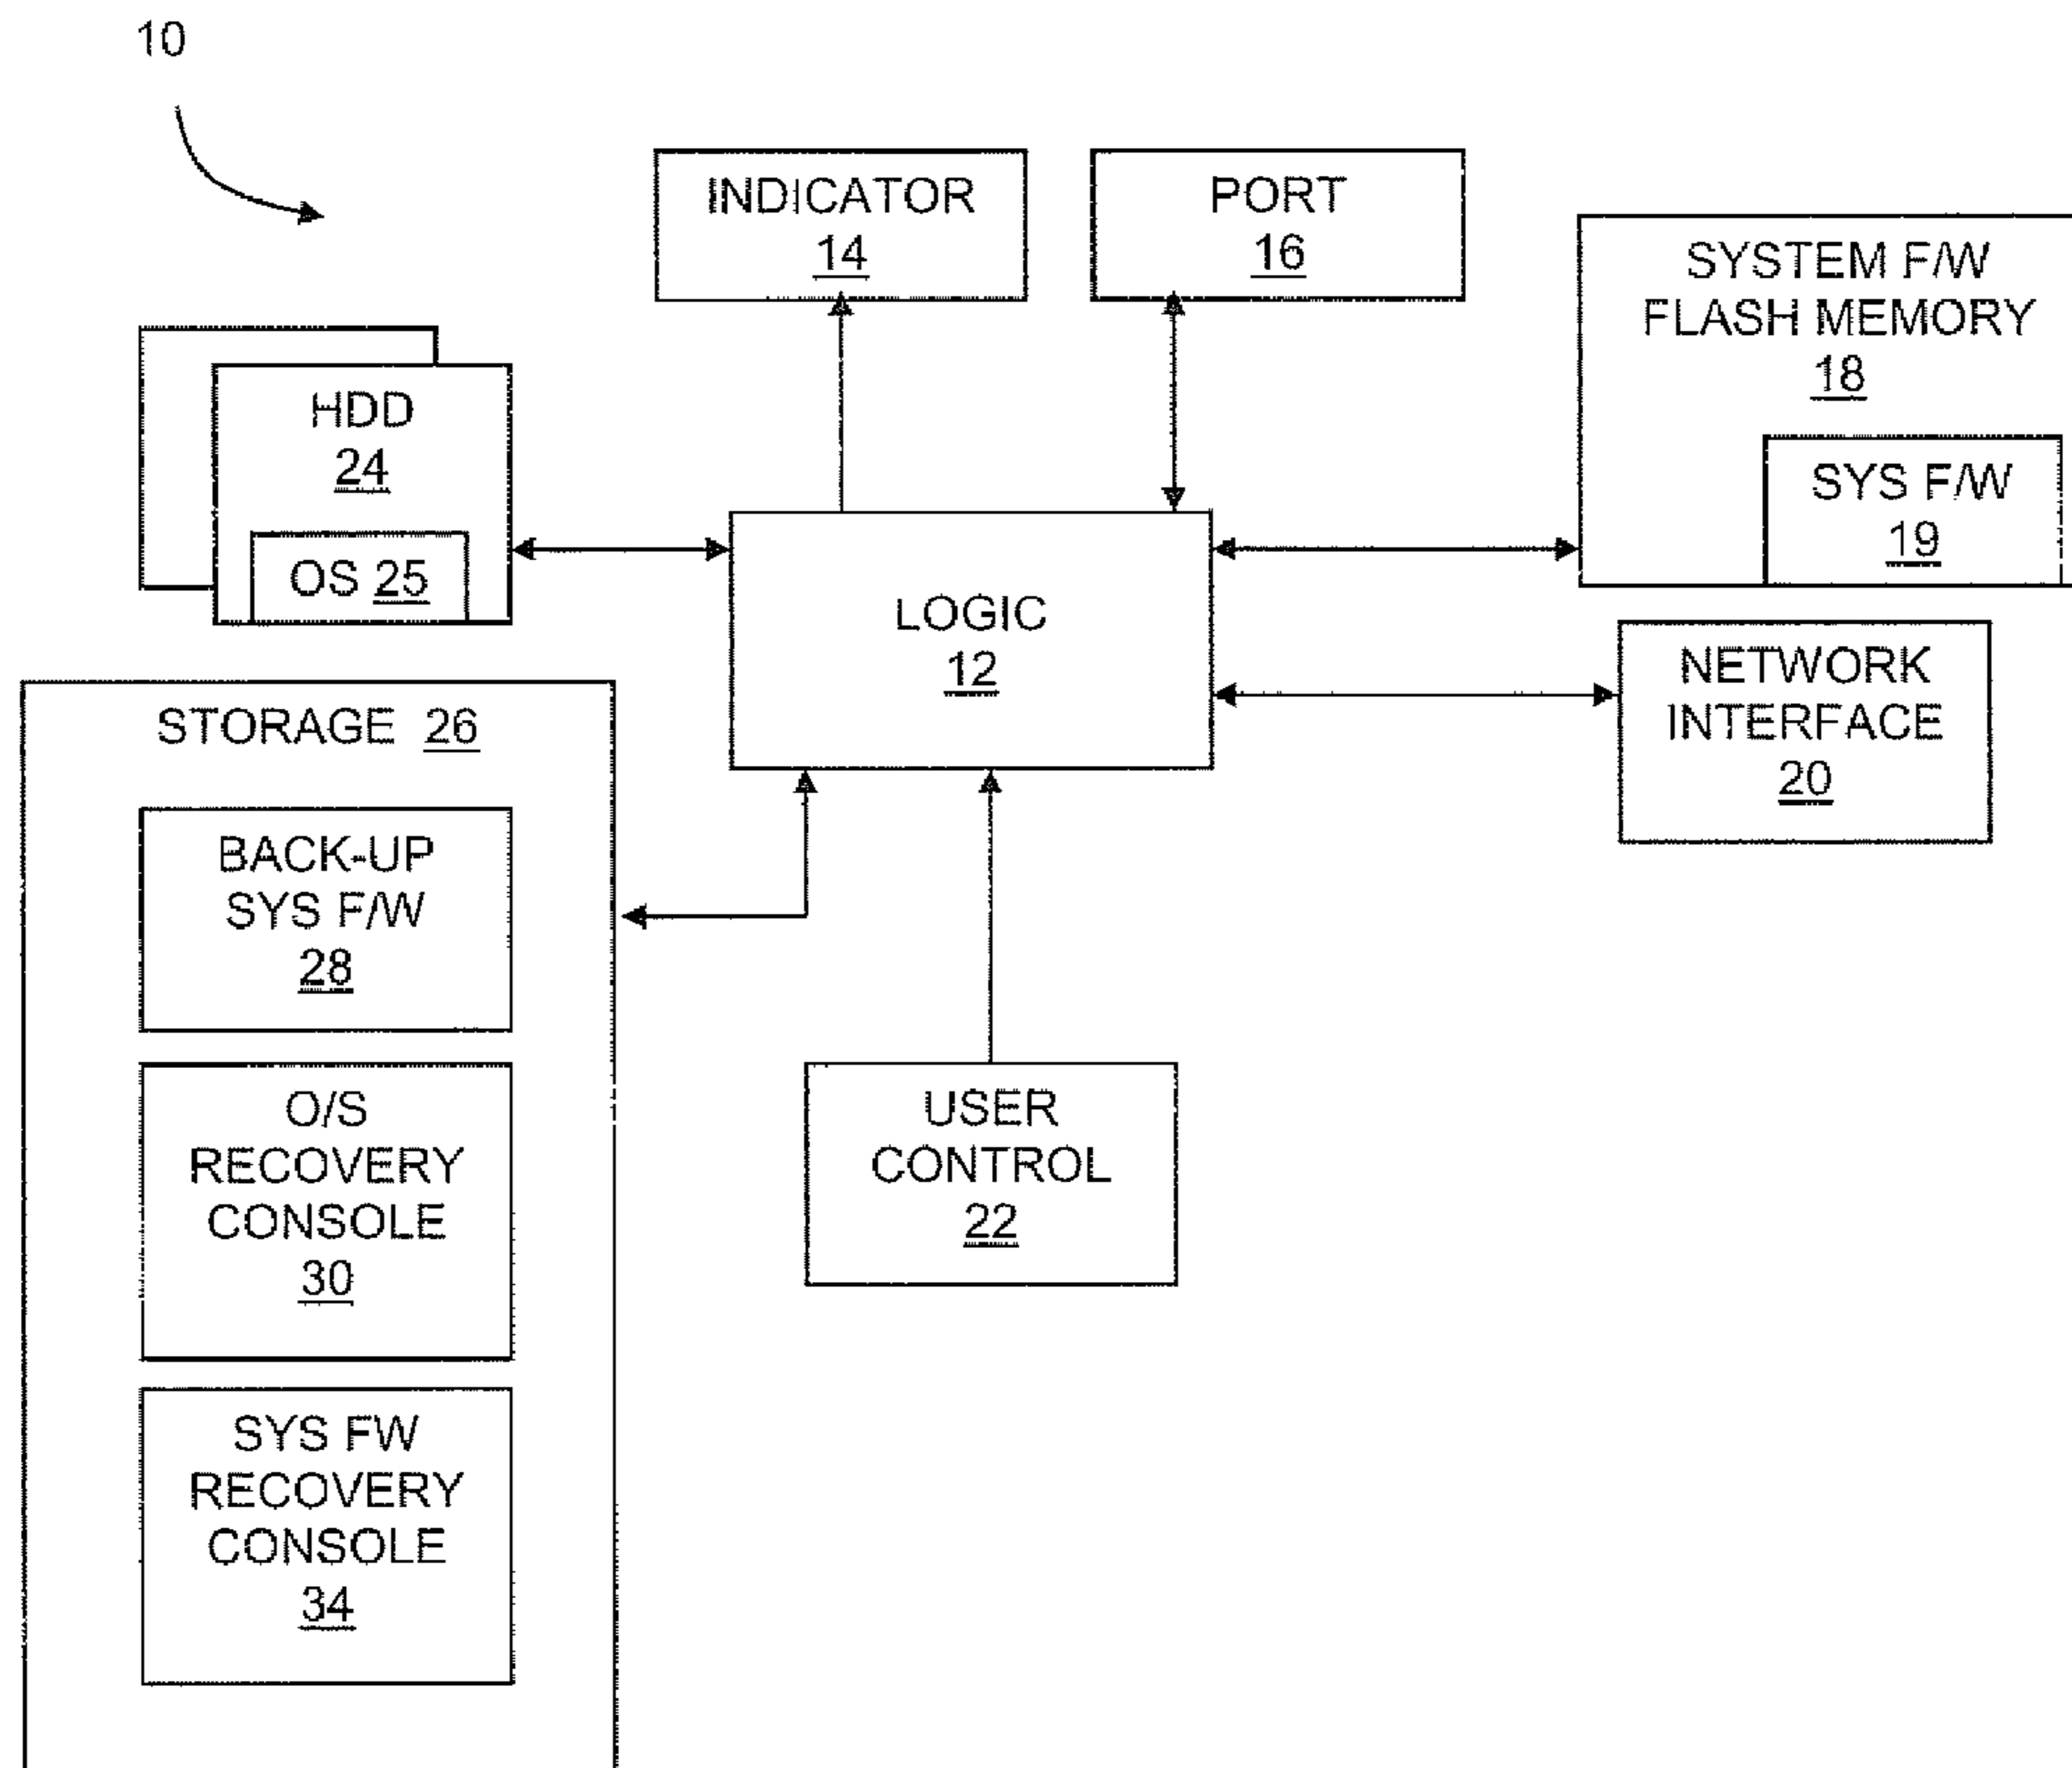 10
INDICATOR
14
PORT
16
SYSTEM F/W
FLASH MEMORY
18
SYS F/W
19
HDD
24
OS 25
LOGIC
12
NETWORK
INTERFACE
20
STORAGE 26
BACK-UP
SYS F/W
28
O/S
RECOVERY
CONSOLE
30
SYS FW
RECOVERY
CONSOLE
34
USER
CONTROL
22